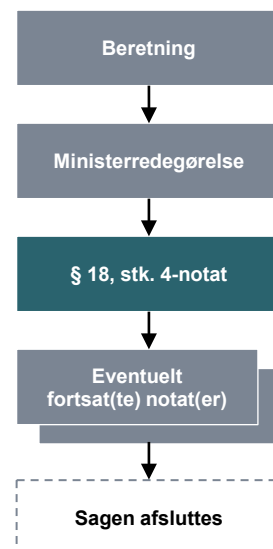 Beretning
Ministerredegørelse
§ 18, stk. 4-notat
Eventuelt
fortsat(te) notat(er)
Sagen afsluttes